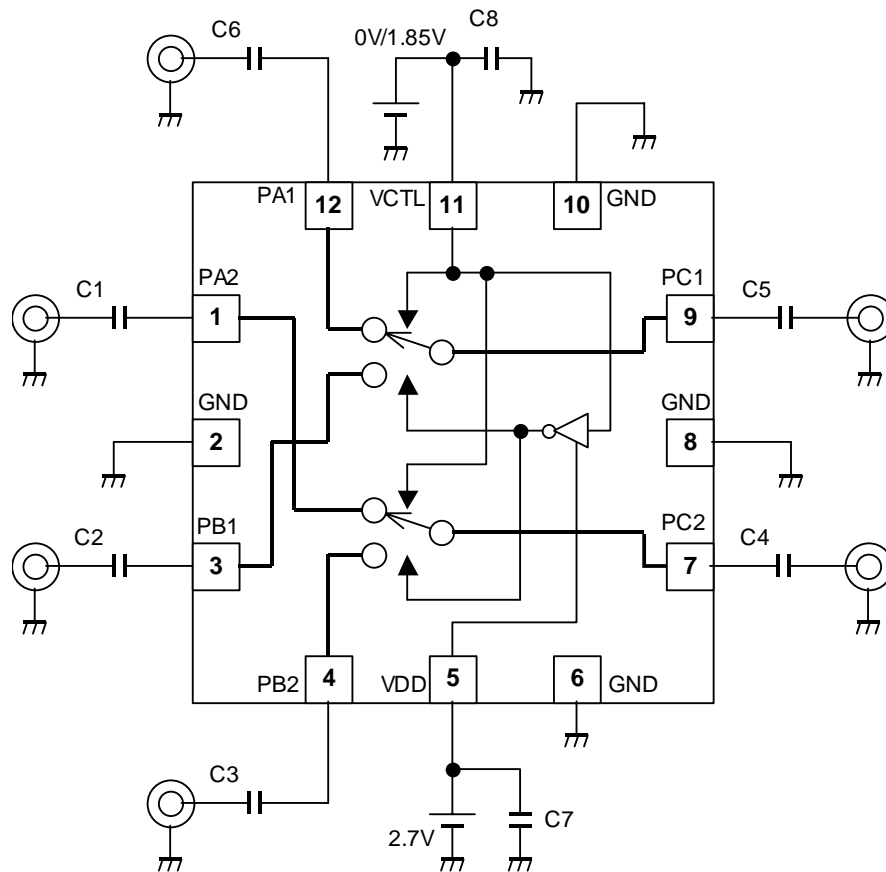 C6
0V/1.85V
C8
PA1
12
VCTL
11
10
GND
C1
PA2
1
PC1
9
C5
GND
2
GND
8
C2
PB1
3
PC2
7
C4
PB2
4
VDD
5
6
GND
C3
2.7V
C7